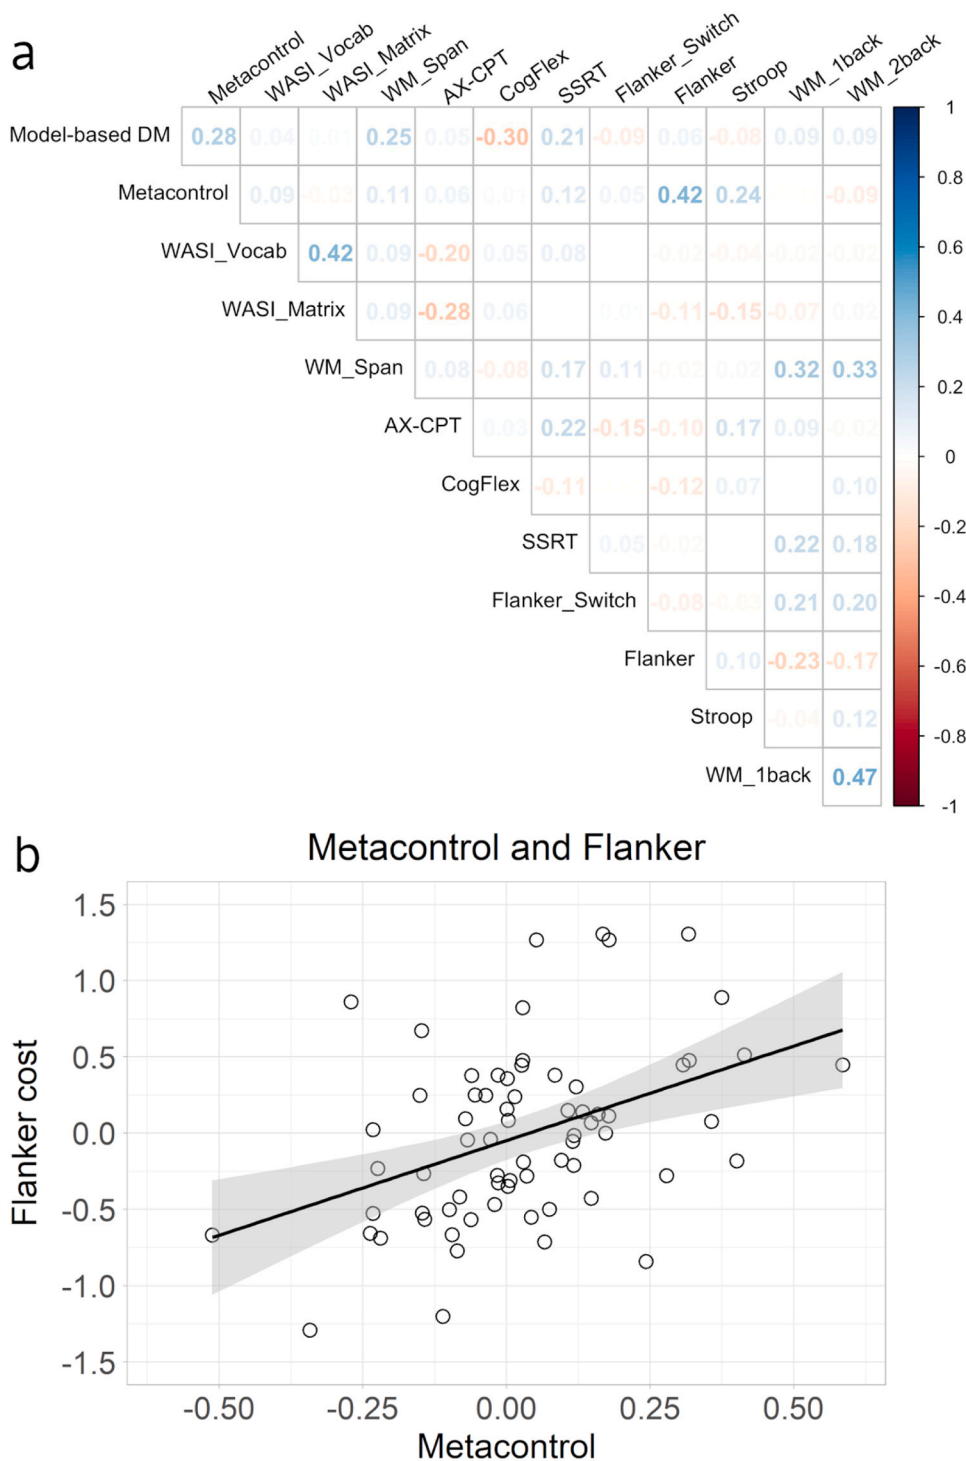 a
Metacontrol WASI_Vocab WASI_Matrix WM_Span AX-CPT CogFlex SSRT Flanker_Switch Flanker Stroop WM_1back WM_2back
Model-based DM 0.28 0.04 0.01 0.25 0.05 -0.30 0.21 -0.09 0.06 -0.08 0.09 0.09
Metacontrol 0.09 -0.03 0.11 0.06 0.01 0.12 0.05 0.42 0.24 -0.09
WASI_Vocab 0.42 0.09 -0.20 0.05 0.08 -0.02 -0.04 -0.02 -0.02
WASI_Matrix 0.09 -0.28 0.06 0.01 -0.11 -0.15 -0.07 0.02
WM_Span 0.08 -0.08 0.17 0.11 -0.02 0.02 0.32 0.33
AX-CPT 0.03 0.22 -0.15 -0.10 0.17 0.09 -0.02
CogFlex -0.11 -0.12 0.07 0.10
SSRT 0.05 -0.02 0.22 0.18
Flanker_Switch -0.08 -0.03 0.21 0.20
Flanker 0.10 -0.23 -0.17
Stroop -0.04 0.12
WM_1back 0.47
1
0.8
0.6
0.4
0.2
0
-0.2
-0.4
-0.6
-0.8
-1
b
Metacontrol and Flanker
Flanker cost
1.5
1.0
0.5
0.0
-0.5
-1.0
-1.5
-0.50 -0.25 0.00 0.25 0.50
Metacontrol